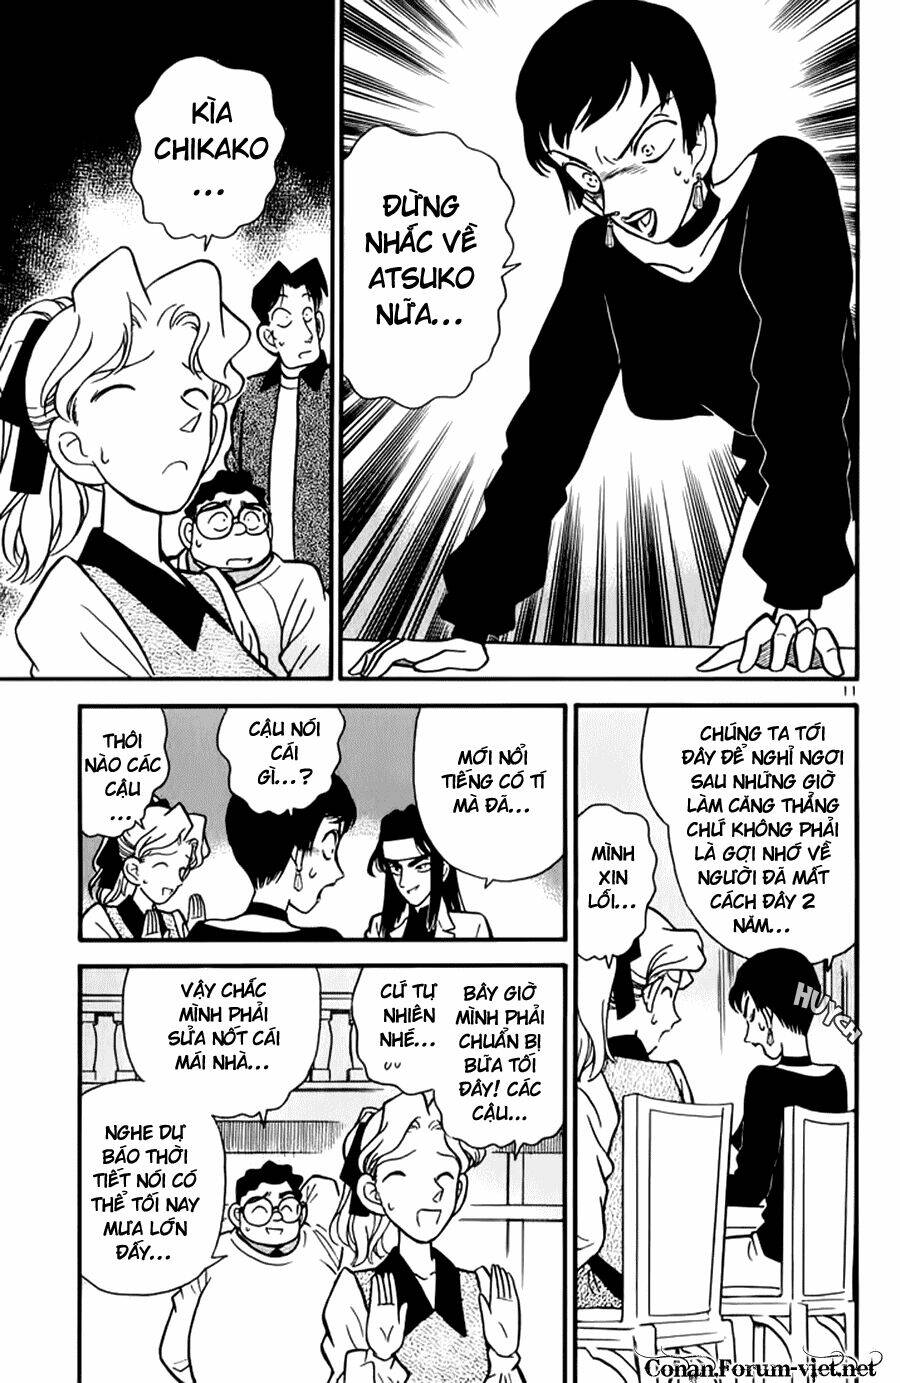 ĐỪNG
NHẮC VỀ
ATSUKO
NỮA...
KÌA
CHIKAKO
...
11
CHÚNG TA TỚI
ĐÂY ĐỂ NGHỈ NGƠI
SAU NHỮNG GIỜ
LÀM CĂNG THẲNG
CHỨ KHÔNG PHẢI
LÀ GỢI NHỚ VỀ
NGƯỜI ĐÃ MẤT
CÁCH ĐÂY 2
NĂM...
HUỴCH
MÌNH
XIN
LỖI...
MỚI NỔI
TIẾNG CÓ TÍ
MÀ ĐÃ...
CẬU NÓI
CÁI
GÌ...?
THÔI
NÀO CÁC
CẬU
...
BÂY GIỜ
MÌNH PHẢI
CHUẨN BỊ
BỮA TỐI
ĐÂY! CÁC
CẬU...
CỨ TỰ
NHIÊN
NHÉ...
VẬY CHẮC
MÌNH PHẢI
SỬA NỐT CÁI
MÁI NHÀ...
NGHE DỰ
BÁO THỜI
TIẾT NÓI CÓ
THỂ TỐI NAY
MƯA LỚN
ĐẤY...
Conan.Forum-viet.net